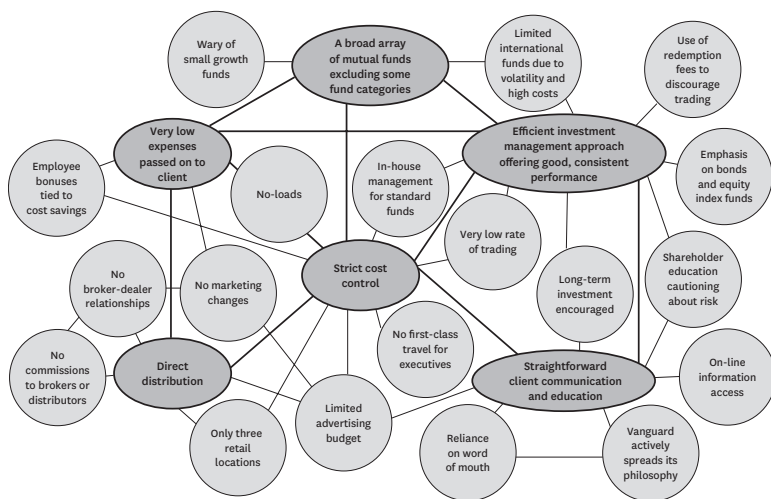 Wary of
small growth
funds
A broad array
of mutual funds
excluding some
fund categories
Limited
international
funds due to
volatility and
high costs
Use of
redemption
fees to
discourage
trading
Very low
expenses
passed on to
client
Efficient investment
management approach
offering good, consistent
performance
Employee
bonuses
tied to
cost savings
No-loads
In-house
management
for standard
funds
Emphasis
on bonds
and equity
index funds
Very low rate
of trading
No
broker-dealer
relationships
No marketing
changes
Strict cost
control
Long-term
investment
encouraged
Shareholder
education
cautioning
about risk
No
commissions
to brokers or
distributors
Direct
distribution
No first-class
travel for
executives
Straightforward
client communication
and education
On-line
information
access
Only three
retail
locations
Limited
advertising
budget
Reliance
on word
of mouth
Vanguard
actively
spreads its
philosophy